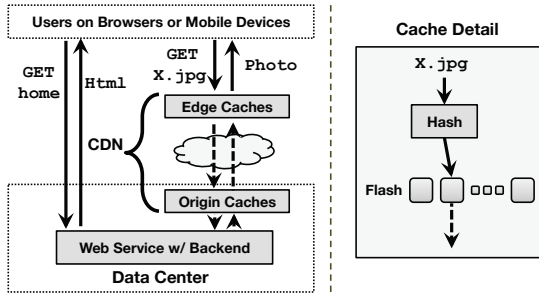 Users on Browsers or Mobile Devices
GET
home
Html
GET
X.jpg
Photo
Edge Caches
CDN
Origin Caches
Web Service w/ Backend
Data Center
Cache Detail
X.jpg
Hash
Flash